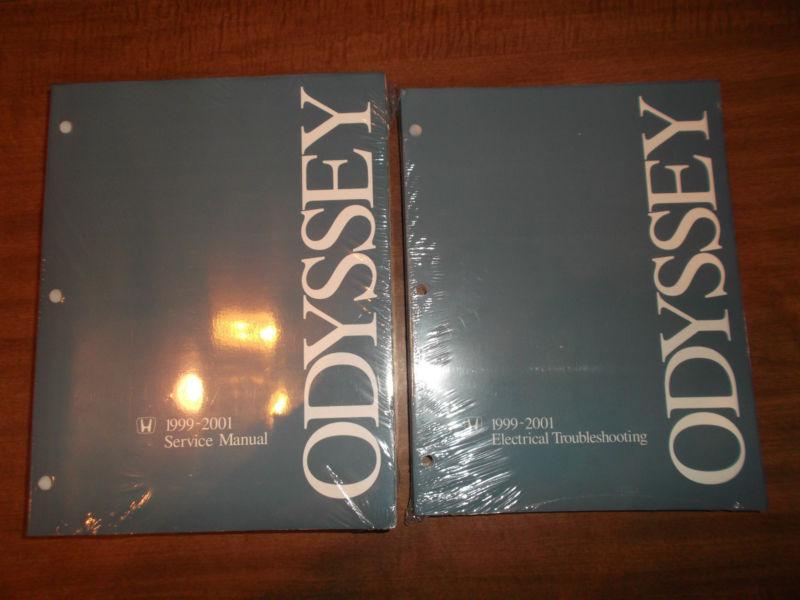 ODYSSEY
1999-2001
Service Manual
ODYSSEY
1999-2001
Electrical Troubleshooting